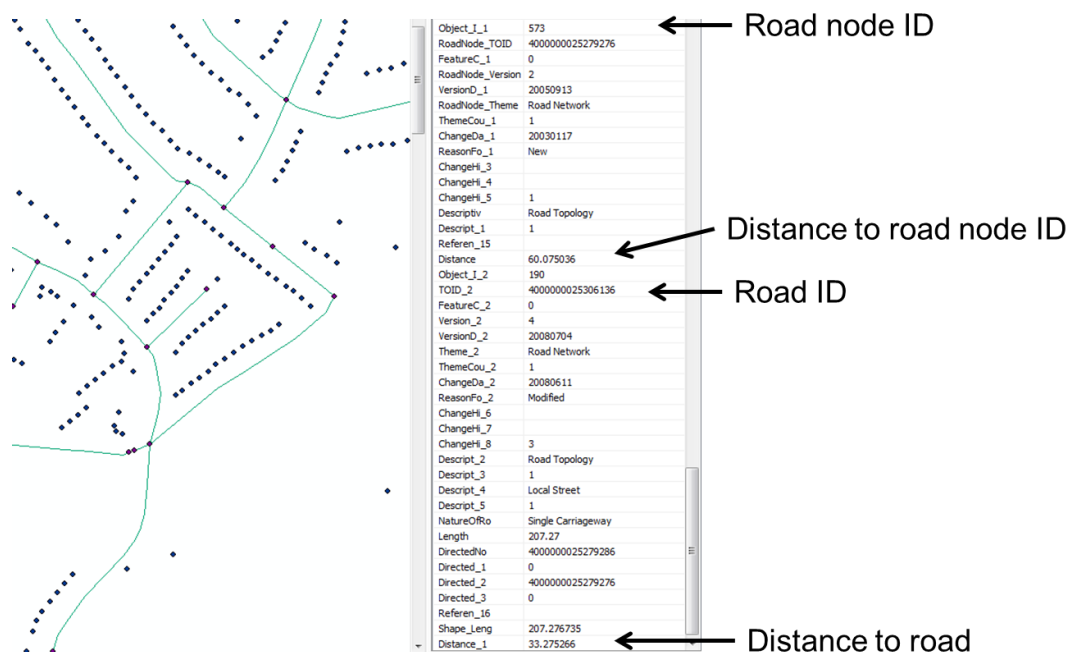 Object_I_1 573
RoadNode_TOID 4000000025279276
FeatureC_1 0
RoadNode_Version 2
VersionD_1 20050913
RoadNode_Theme Road Network
ThemeCou_1 1
ChangeDa_1 20030117
ReasonFo_1 New
ChangeHi_3
ChangeHi_4
ChangeHi_5 1
Descriptiv Road Topology
Descript_1 1
Referen_15
Distance 60.075036
Object_I_2 190
TOID_2 4000000025306136
FeatureC_2 0
Version_2 4
VersionD_2 20080704
Theme_2 Road Network
ThemeCou_2 1
ChangeDa_2 20080611
ReasonFo_2 Modified
ChangeHi_6
ChangeHi_7
ChangeHi_8 3
Descript_2 Road Topology
Descript_3 1
Descript_4 Local Street
Descript_5 1
NatureOfRo Single Carriageway
Length 207.27
DirectedNo 4000000025279286
Directed_1 0
Directed_2 4000000025279276
Directed_3 0
Referen_16
Shape_Leng 207.276735
Distance_1 33.275266
Road node ID
Distance to road node ID
Road ID
Distance to road